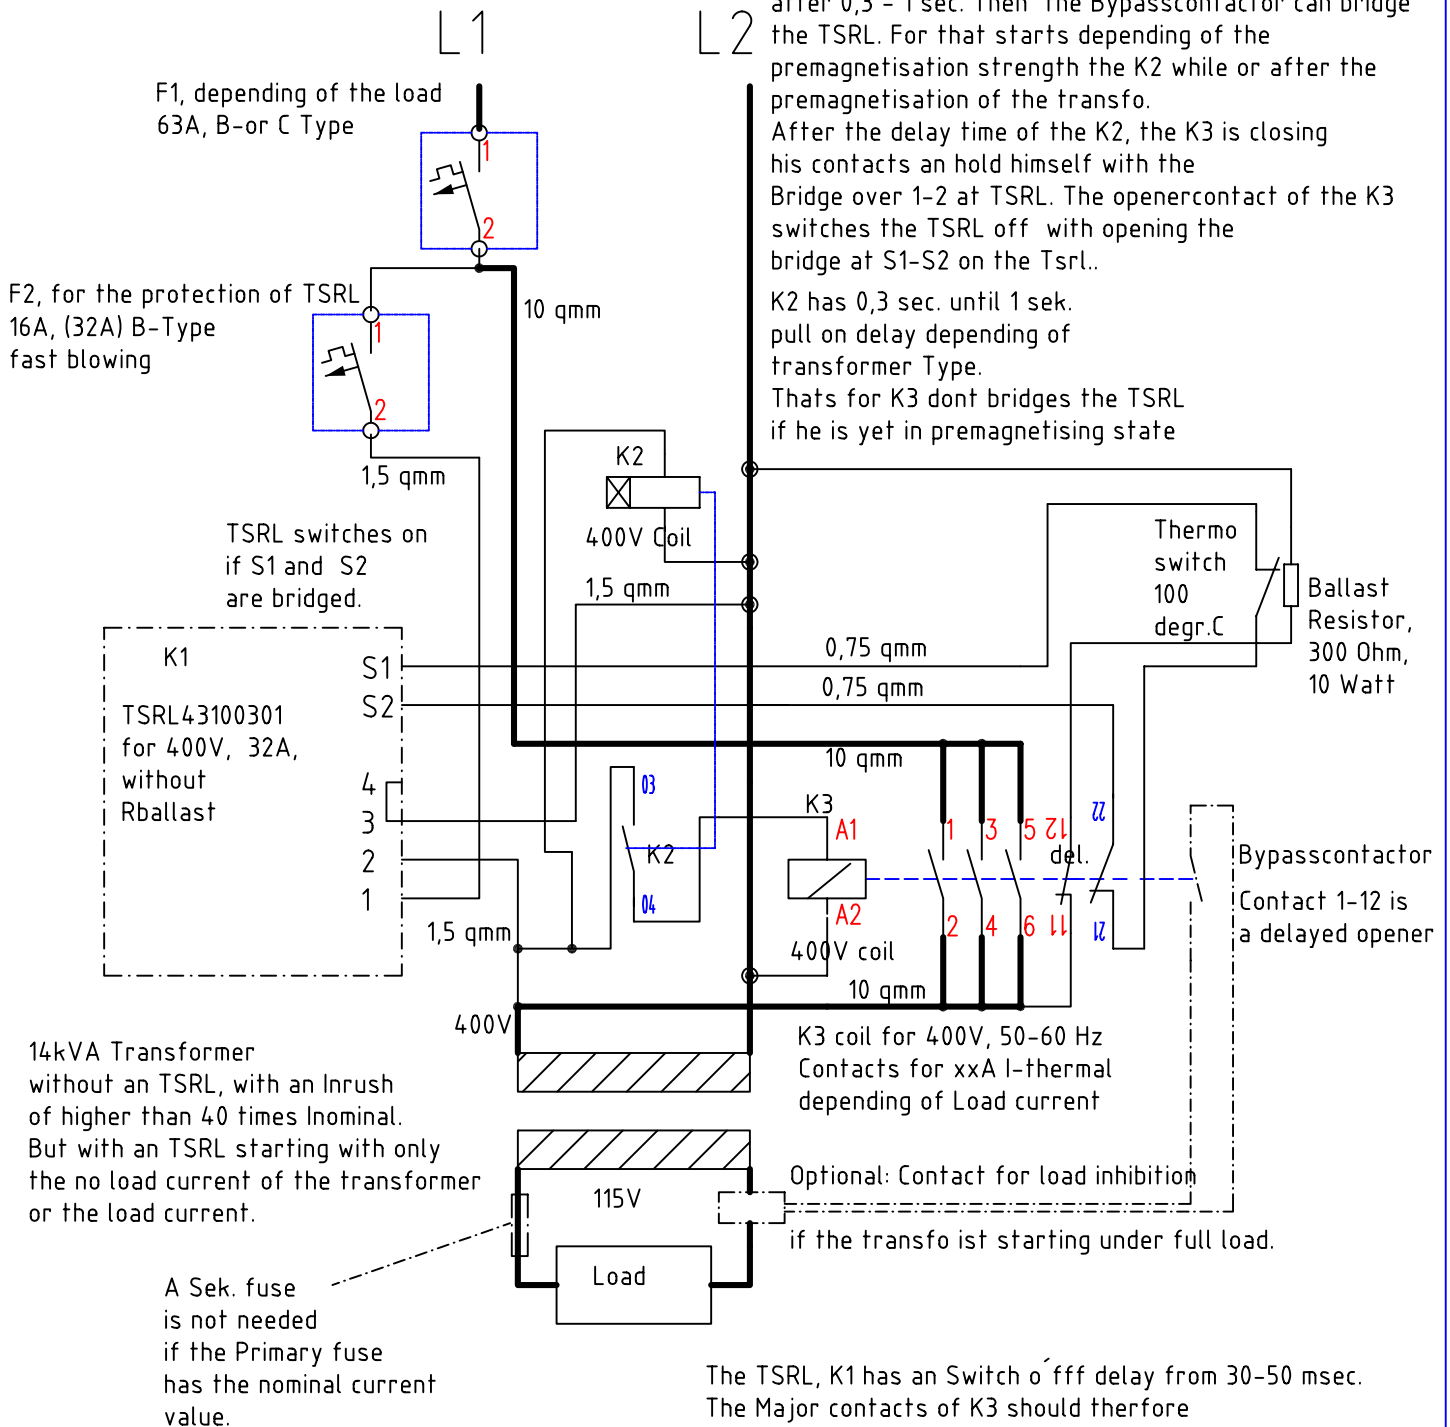 L1
L2
after 0,5 - 1 sec. Then the Bypasscontactor can bridge
the TSRL. For that starts depending of the
premagnetisation strength the K2 while or after the
premagnetisation of the transfo.
After the delay time of the K2, the K3 is closing
his contacts an hold himself with the
Bridge over 1-2 at TSRL. The openercontact of the K3
switches the TSRL off with opening the
bridge at S1-S2 on the Tsrl..
K2 has 0,3 sec. until 1 sek.
pull on delay depending of
transformer Type.
Thats for K3 dont bridges the TSRL
if he is yet in premagnetising state
F1, depending of the load
63A, B-or C Type
1
2
F2, for the protection of TSRL
16A, (32A) B-Type
fast blowing
1
2
10 qmm
1,5 qmm
K2
400V Coil
TSRL switches on
if S1 and S2
are bridged.
1,5 qmm
Thermo
switch
100
degr.C
Ballast
Resistor,
300 Ohm,
10 Watt
K1
TSRL43100301
for 400V, 32A,
without
Rballast
S1
S2
4
3
2
1
0,75 qmm
0,75 qmm
10 qmm
03
K2
04
K3
A1
A2
400V coil
1
3
5
12
22
del.
2
4
6
11
21
Bypasscontactor
Contact 1-12 is
a delayed opener
1,5 qmm
10 qmm
400V
K3 coil for 400V, 50-60 Hz
Contacts for xxA I-thermal
depending of Load current
14kVA Transformer
without an TSRL, with an Inrush
of higher than 40 times Inominal.
But with an TSRL starting with only
the no load current of the transformer
or the load current.
115V
Optional: Contact for load inhibition
if the transfo ist starting under full load.
Load
A Sek. fuse
is not needed
if the Primary fuse
has the nominal current
value.
The TSRL, K1 has an Switch o´fff delay from 30-50 msec.
The Major contacts of K3 should therfore